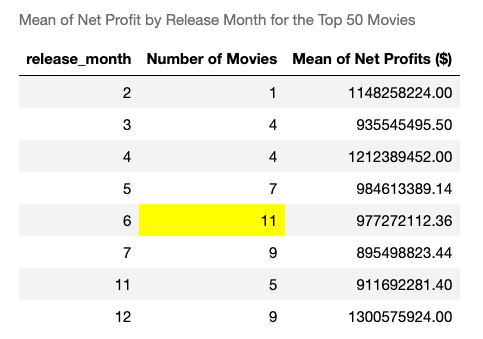 Mean of Net Profit by Release Month for the Top 50 Movies
release_month Number of Movies Mean of Net Profits ($)
2 1 1148258224.00
3 4 935545495.50
4 4 1212389452.00
5 7 984613389.14
6 11 977272112.36
7 9 895498823.44
11 5 911692281.40
12 9 1300575924.00